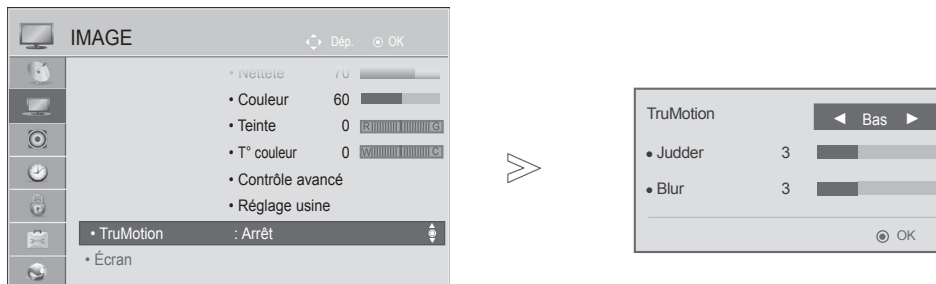 IMAGE
Dép. OK
• Netteté 70
• Couleur 60
• Teinte 0 R G
• T° couleur 0 W C
• Contrôle avancé
• Réglage usine
• TruMotion : Arrêt
• Écran
TruMotion ◄ Bas ►
• Judder 3
• Blur 3
OK